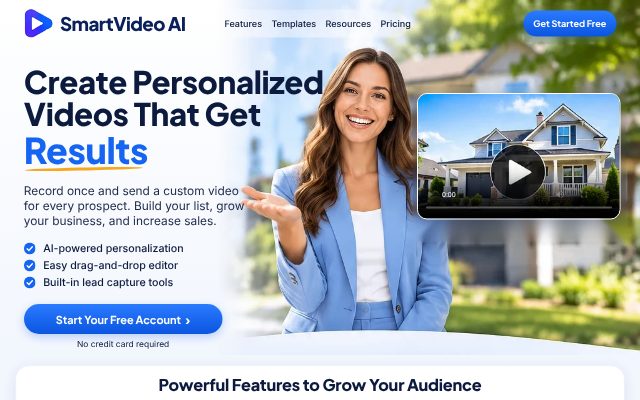 SmartVideo AI
Features Templates Resources Pricing
Get Started Free
Create Personalized
Videos That Get
Results
Record once and send a custom video
for every prospect. Build your list, grow
your business, and increase sales.
AI-powered personalization
Easy drag-and-drop editor
Built-in lead capture tools
Start Your Free Account ›
No credit card required
0:00
Powerful Features to Grow Your Audience